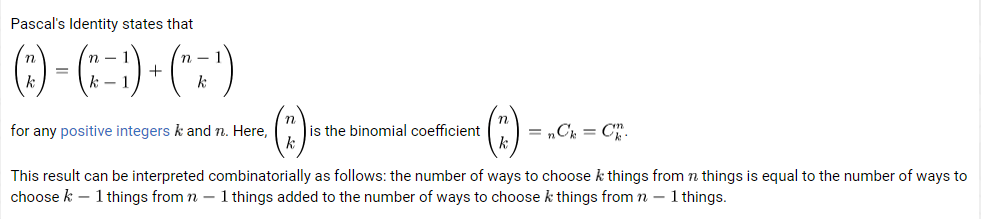 Pascal's Identity states that
$\binom{n}{k} = \binom{n-1}{k-1} + \binom{n-1}{k}$
for any positive integers $k$ and $n$. Here, $\binom{n}{k}$ is the binomial coefficient $\binom{n}{k} = {}_nC_k = C_k^n$.
This result can be interpreted combinatorially as follows: the number of ways to choose $k$ things from $n$ things is equal to the number of ways to
choose $k - 1$ things from $n - 1$ things added to the number of ways to choose $k$ things from $n - 1$ things.